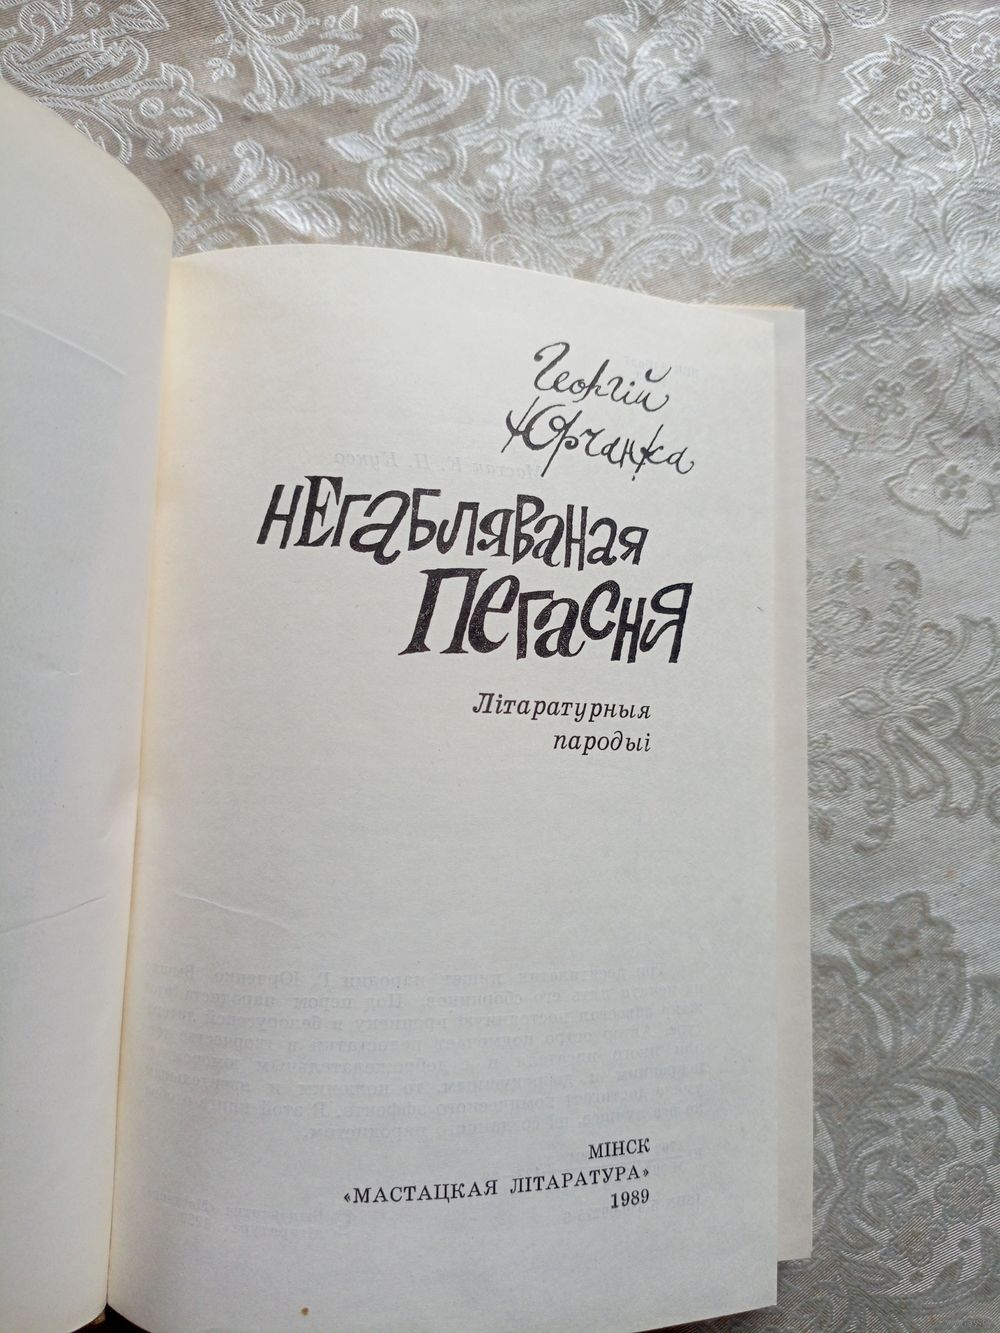 Георгій
Юрчанка
негабляваная
пегасня
Літаратурныя
пародыі
МІНСК
«МАСТАЦКАЯ ЛІТАРАТУРА»
1989